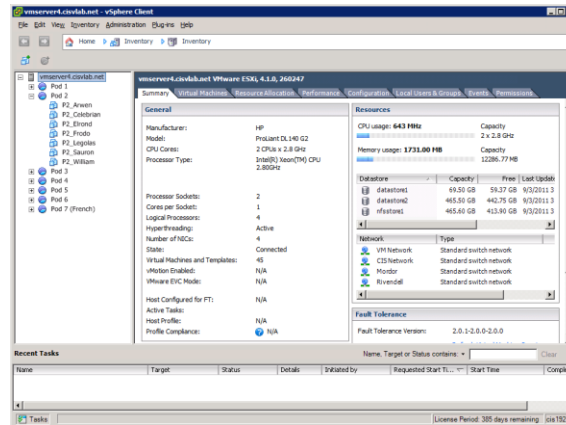 vmserver4.cisvlab.net - vSphere Client
File Edit View Inventory Administration Plug-ins Help
Home Inventory Inventory
vmserver4.cisvlab.net
Pod 1
Pod 2
P2_Arwen
P2_Celebrian
P2_Elrond
P2_Frodo
P2_Legolas
P2_Sauron
P2_William
Pod 3
Pod 4
Pod 5
Pod 6
Pod 7 (French)
vmserver4.cisvlab.net VMware ESXi, 4.1.0, 260247
Summary Virtual Machines Resource Allocation Performance Configuration Local Users & Groups Events Permissions
General
Manufacturer: HP
Model: ProLiant DL140 G2
CPU Cores: 2 CPUs x 2.8 GHz
Processor Type: Intel(R) Xeon(TM) CPU
2.80GHz
Processor Sockets: 2
Cores per Socket: 1
Logical Processors: 4
Hyperthreading: Active
Number of NICs: 4
State: Connected
Virtual Machines and Templates: 45
vMotion Enabled: N/A
VMware EVC Mode: N/A
Host Configured for FT: N/A
Active Tasks:
Host Profile: N/A
Profile Compliance: N/A
Resources
CPU usage: 643 MHz Capacity
2 x 2.8 GHz
Memory usage: 1731.00 MB Capacity
12286.77 MB
Datastore Capacity Free Last Update
datastore1 69.50 GB 59.37 GB 9/3/2011 3
datastore2 465.50 GB 442.75 GB 9/3/2011 3
nfsstore1 465.60 GB 413.90 GB 9/3/2011 3
Network Type
VM Network Standard switch network
CIS Network Standard switch network
Mordor Standard switch network
Rivendell Standard switch network
Fault Tolerance
Fault Tolerance Version: 2.0.1-2.0.0-2.0.0
Recent Tasks
Name, Target or Status contains: Clear
Name Target Status Details Initiated by Requested Start Ti... Start Time Compl
Tasks License Period: 385 days remaining cis192